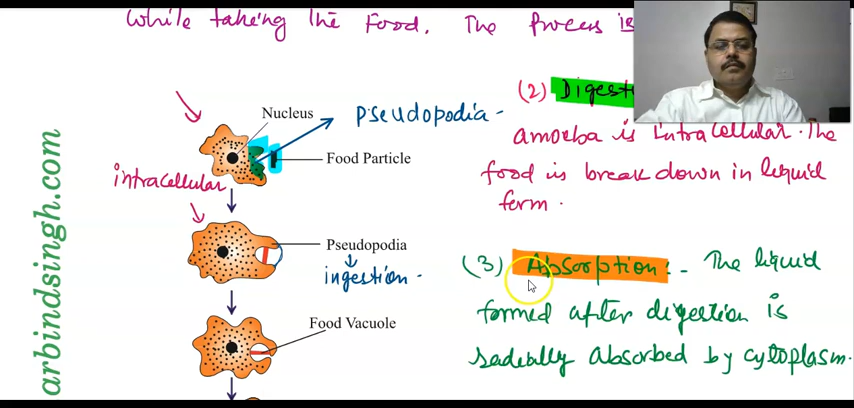 while taking the Food. The Process is
Nucleus
Pseudopodia -
Food Particle
intracellular
Pseudopodia
ingestion -
Food Vacuole
(2) Digest
amoeba is Intracellular. The
food is break down in liquid
form.
(3) Absorption: - The liquid
formed after digestion is
readily absorbed by cytoplasm.
arbindsingh.com